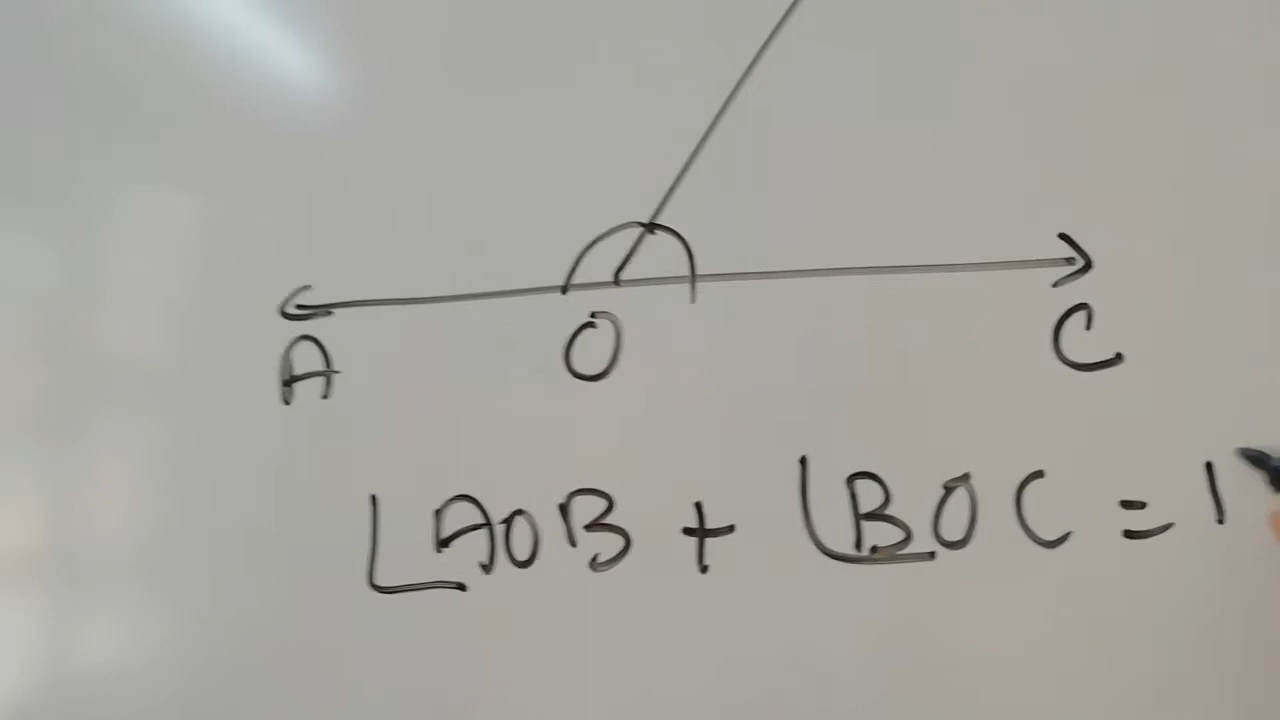 A O C
∠AOB + ∠BOC = 1